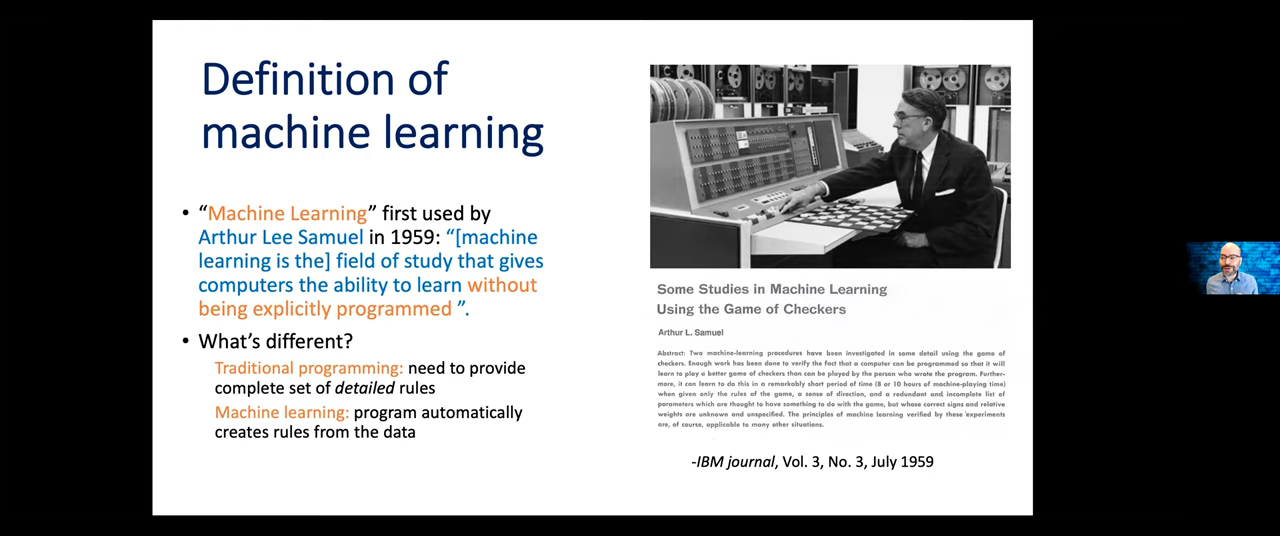 Definition of
machine learning
• “Machine Learning” first used by
Arthur Lee Samuel in 1959: “[machine
learning is the] field of study that gives
computers the ability to learn without
being explicitly programmed ”.
• What’s different?
Traditional programming: need to provide
complete set of detailed rules
Machine learning: program automatically
creates rules from the data
Some Studies in Machine Learning
Using the Game of Checkers
Arthur L. Samuel
Abstract: Two machine-learning procedures have been investigated in some detail using the game of
checkers. Enough work has been done to verify the fact that a computer can be programmed so that it will
learn to play a better game of checkers than can be played by the person who wrote the program. Further-
more, it can learn to do this in a remarkably short period of time (8 or 10 hours of machine-playing time)
when given only the rules of the game, a sense of direction, and a redundant and incomplete list of
parameters which are thought to have something to do with the game, but whose correct signs and relative
weights are unknown and unspecified. The principles of machine learning verified by these experiments
are, of course, applicable to many other situations.
-IBM journal, Vol. 3, No. 3, July 1959